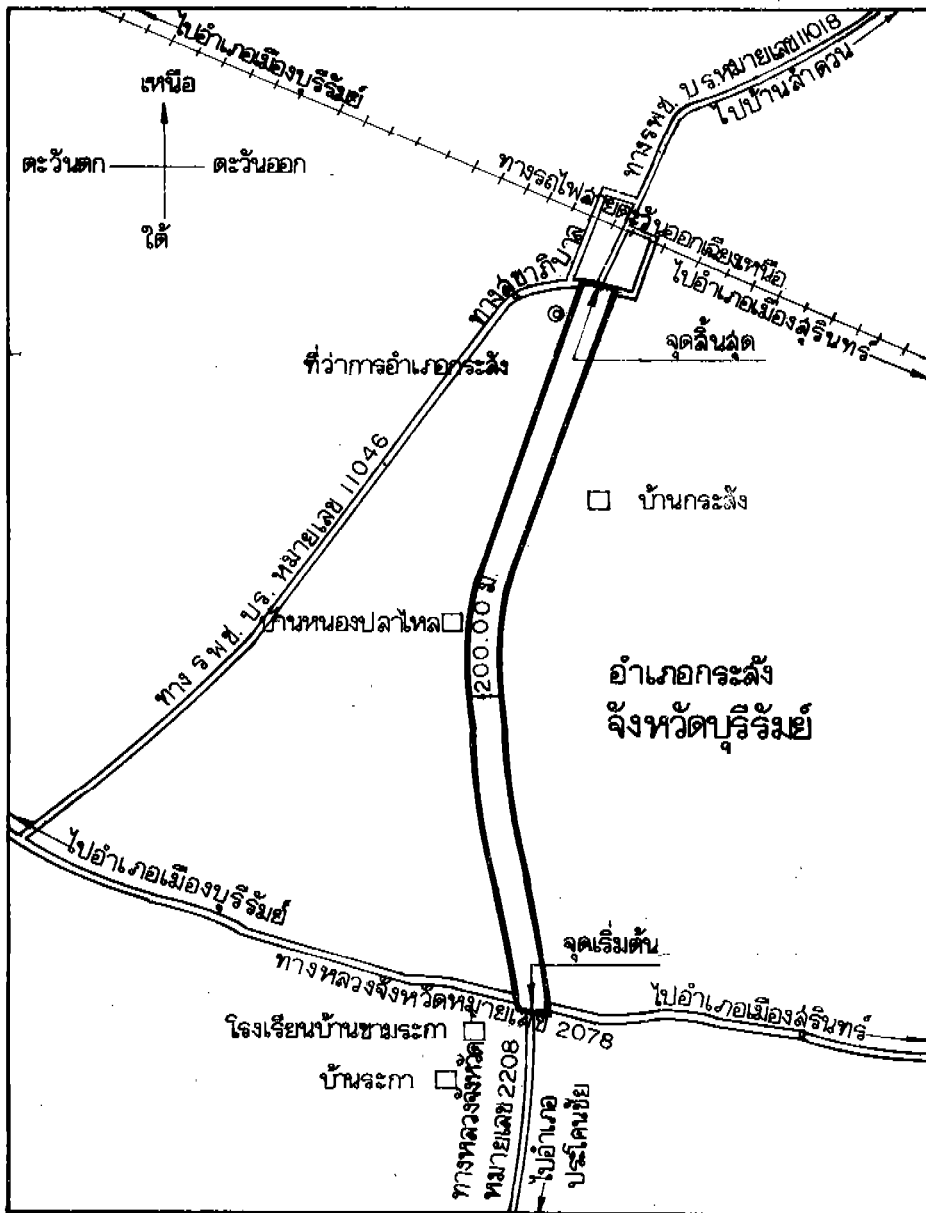 ไปอำเภอเมืองบุรีรัมย์
เหนือ
ตะวันตก
ตะวันออก
ใต้
ทางรพช. บร.หมายเลข11018
ไปบ้านลำดวน
ทางรถไฟสายตะวันออกเฉียงเหนือ
ไปอำเภอเมืองสุรินทร์
ทางสุขาภิบาล
จุดสิ้นสุด
ที่ว่าการอำเภอกระสัง
ทาง รพช. บร. หมายเลข 11046
บ้านกระสัง
บ้านหนองปลาไหล
200.00 ม.
อำเภอกระสัง
จังหวัดบุรีรัมย์
ไปอำเภอเมืองบุรีรัมย์
จุดเริ่มต้น
ทางหลวงจังหวัดหมายเลข 2078
ไปอำเภอเมืองสุรินทร์
โรงเรียนบ้านขามระกา
บ้านระกา
ทางหลวงจังหวัด
หมายเลข 2208
ไปอำเภอ
ประโคนชัย